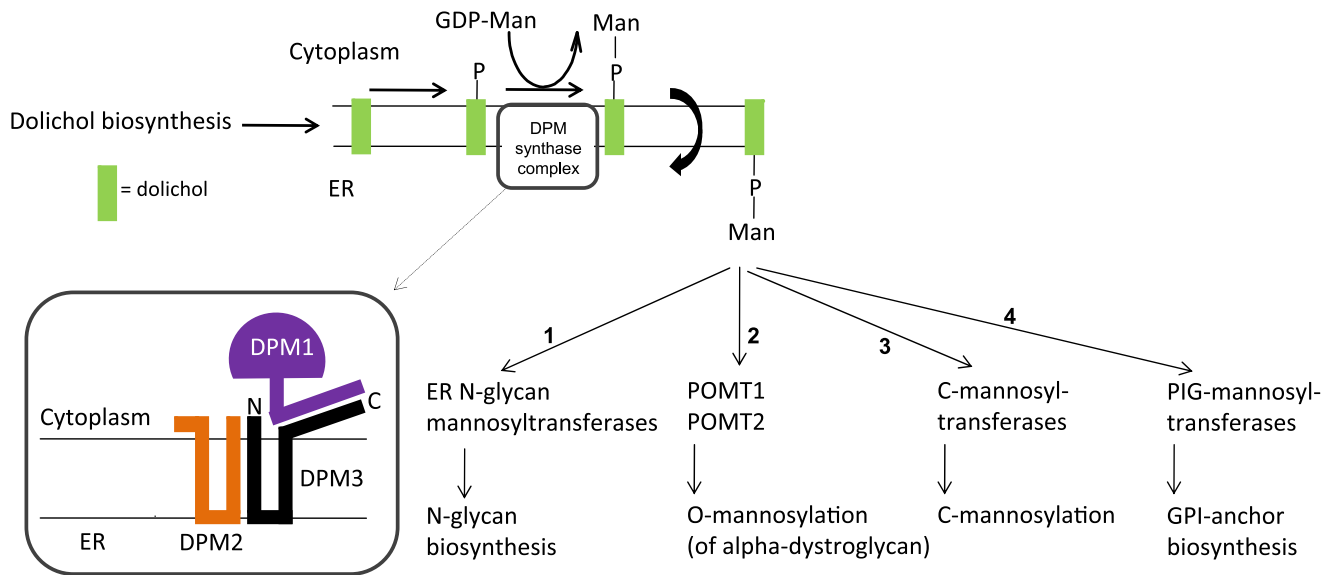 GDP-Man
Man
Cytoplasm
P
P
Dolichol biosynthesis
DPM
synthase
complex
ER
= dolichol
P
Man
1
2
3
4
DPM1
N
C
Cytoplasm
DPM3
ER
DPM2
ER N-glycan
mannosyltransferases
POMT1
POMT2
C-mannosyl-
transferases
PIG-mannosyl-
transferases
N-glycan
biosynthesis
O-mannosylation
(of alpha-dystroglycan)
C-mannosylation
GPI-anchor
biosynthesis